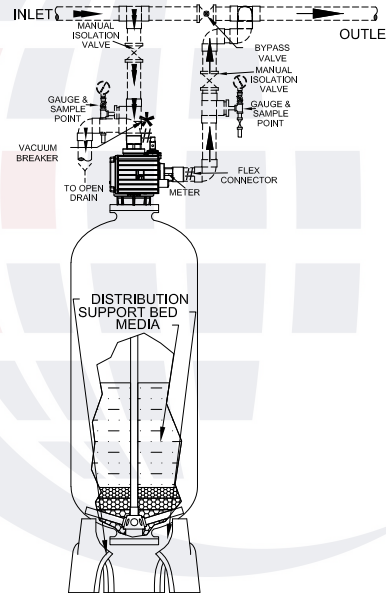 INLET
OUTLE
MANUAL
ISOLATION
VALVE
BYPASS
VALVE
MANUAL
ISOLATION
VALVE
GAUGE &
SAMPLE
POINT
GAUGE &
SAMPLE
POINT
VACUUM
BREAKER
FLEX
CONNECTOR
METER
TO OPEN
DRAIN
DISTRIBUTION
SUPPORT BED
MEDIA